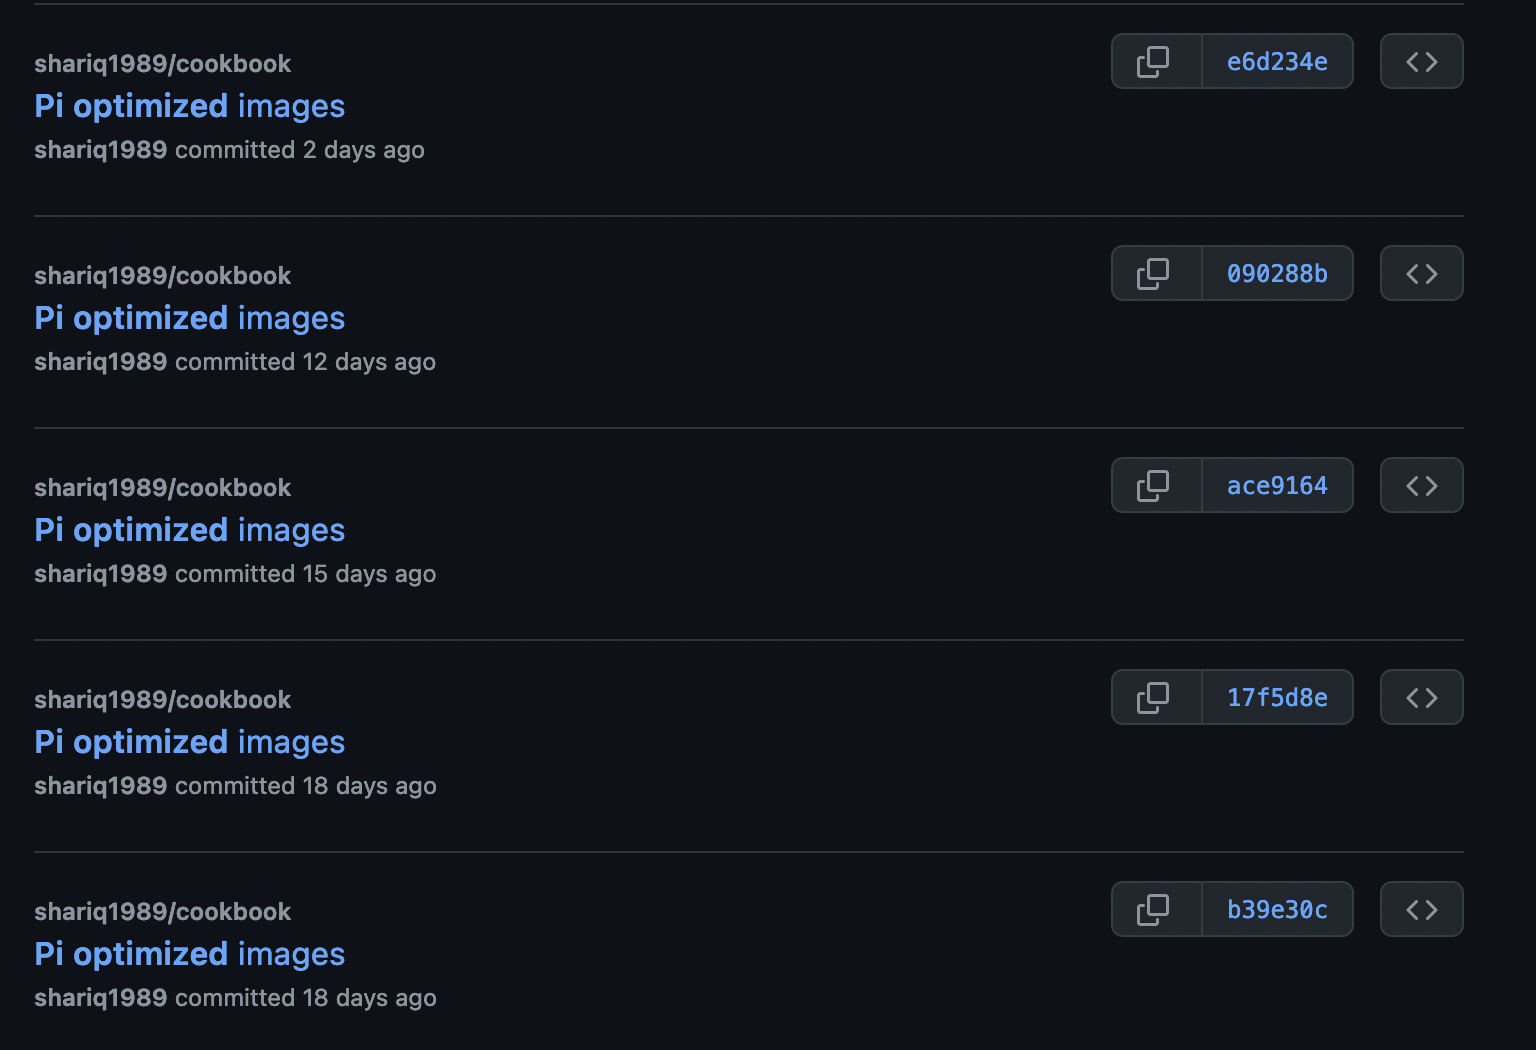 shariq1989/cookbook
e6d234e
Pi optimized images
shariq1989 committed 2 days ago
shariq1989/cookbook
090288b
Pi optimized images
shariq1989 committed 12 days ago
shariq1989/cookbook
ace9164
Pi optimized images
shariq1989 committed 15 days ago
shariq1989/cookbook
17f5d8e
Pi optimized images
shariq1989 committed 18 days ago
shariq1989/cookbook
b39e30c
Pi optimized images
shariq1989 committed 18 days ago